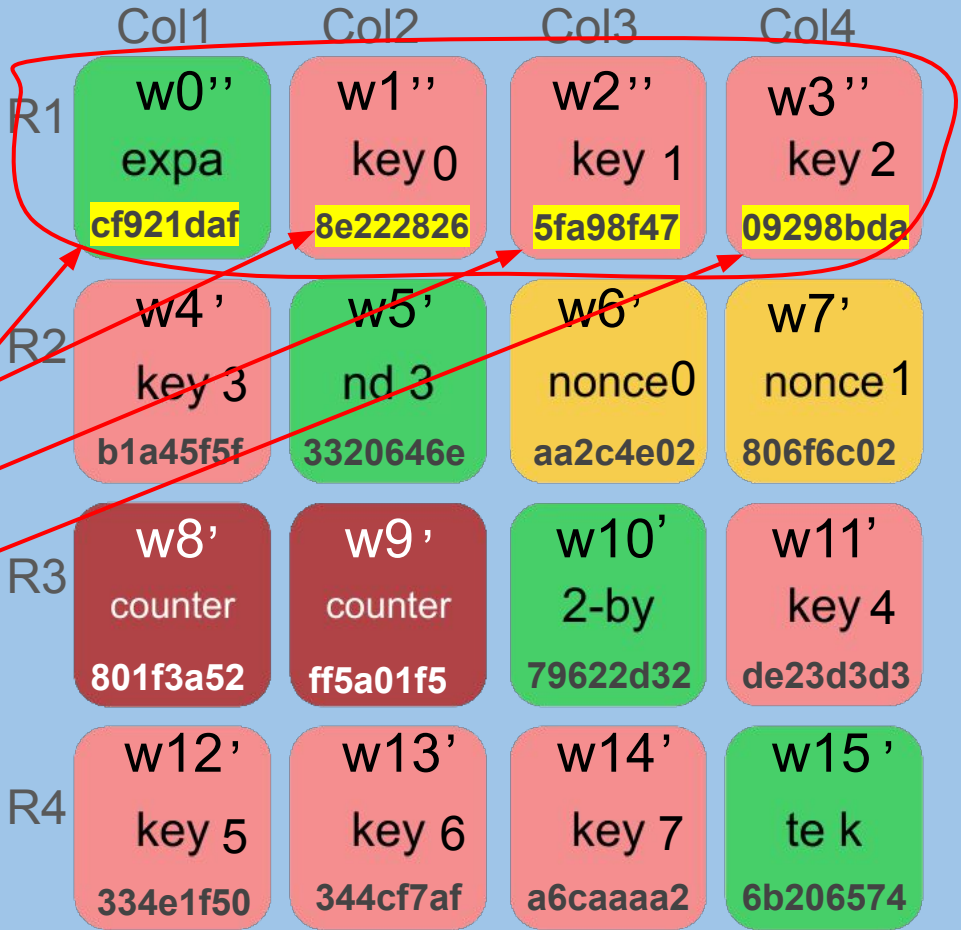 Col1 Col2 Col3 Col4
R1
w0'' w1'' w2'' w3''
expa key 0 key 1 key 2
cf921daf 8e222826 5fa98f47 09298bda
R2
w4' w5' w6' w7'
key 3 nd 3 nonce0 nonce 1
b1a45f5f 3320646e aa2c4e02 806f6c02
R3
w8' w9' w10' w11'
counter counter 2-by key 4
801f3a52 ff5a01f5 79622d32 de23d3d3
R4
w12' w13' w14' w15'
key 5 key 6 key 7 te k
334e1f50 344cf7af a6caaaa2 6b206574